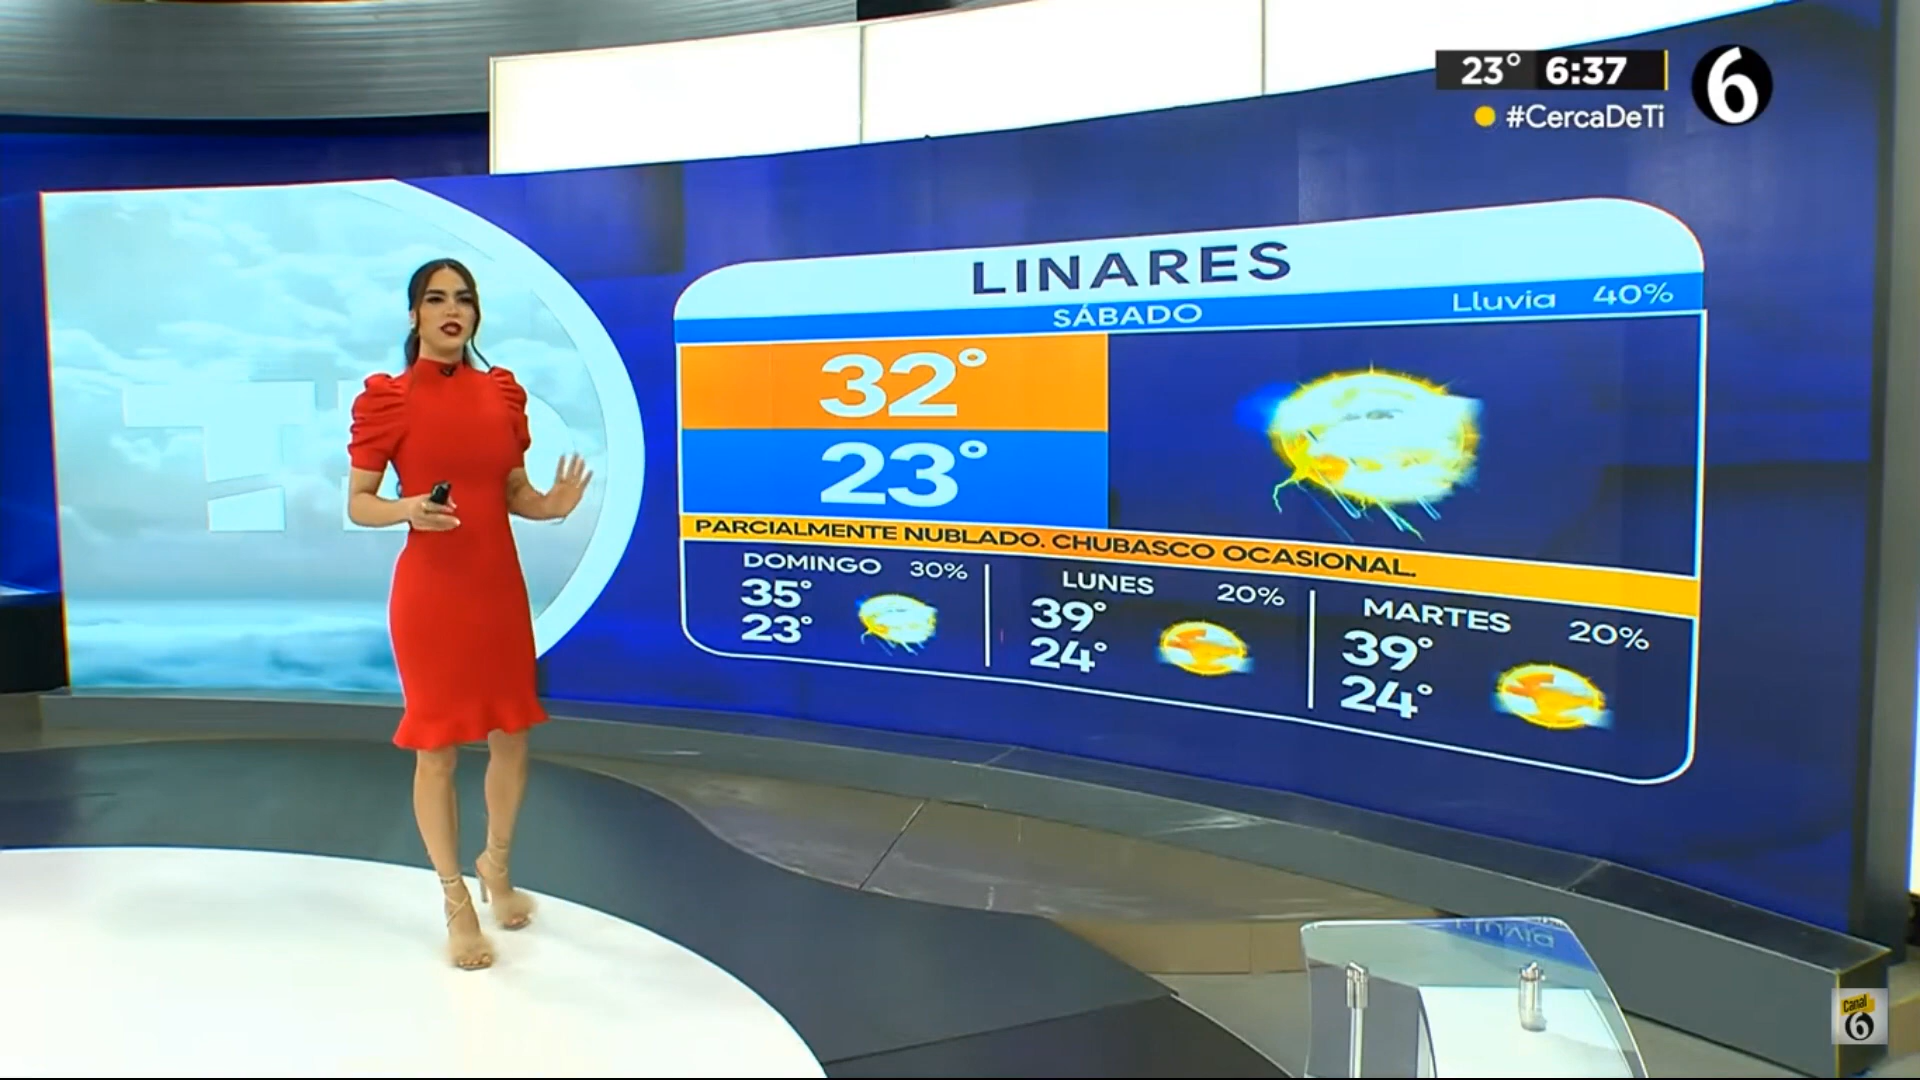 23° 6:37
6
#CercaDeTi
LINARES
SÁBADO Lluvia 40%
32°
23°
PARCIALMENTE NUBLADO. CHUBASCO OCASIONAL.
DOMINGO 30%
35°
23°
LUNES 20%
39°
24°
MARTES 20%
39°
24°
Canal
6